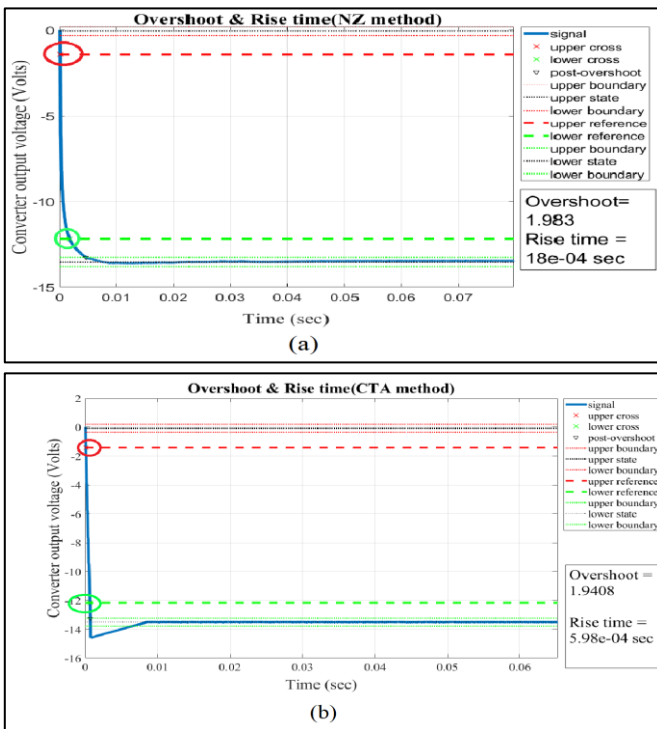 Overshoot & Rise time(NZ method)
Converter output voltage (Volts)
0
-5
-10
-15
0
0.01
0.02
0.03
0.04
0.05
0.06
0.07
Time (sec)
signal
upper cross
lower cross
post-overshoot
upper boundary
upper state
lower boundary
upper reference
lower reference
upper boundary
lower state
lower boundary
Overshoot=
1.983
Rise time =
18e-04 sec
(a)
Overshoot & Rise time(CTA method)
Converter output voltage (Volts)
2
0
-2
-4
-6
-8
-10
-12
-14
-16
0
0.01
0.02
0.03
0.04
0.05
0.06
Time (sec)
signal
upper cross
lower cross
post-overshoot
upper boundary
upper state
lower boundary
upper reference
lower reference
upper boundary
lower state
lower boundary
Overshoot =
1.9408
Rise time =
5.98e-04 sec
(b)